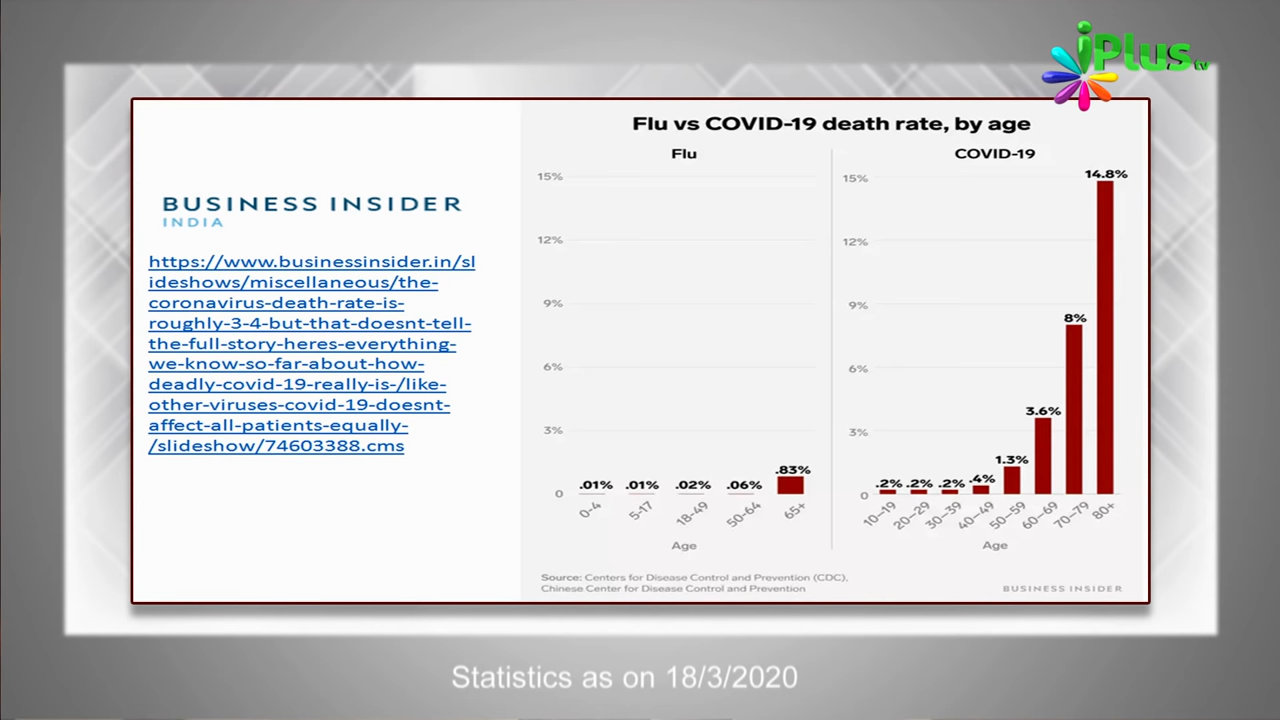 iPlus tv
BUSINESS INSIDER
INDIA
https://www.businessinsider.in/sl
ideshows/miscellaneous/the-
coronavirus-death-rate-is-
roughly-3-4-but-that-doesnt-tell-
the-full-story-heres-everything-
we-know-so-far-about-how-
deadly-covid-19-really-is-/like-
other-viruses-covid-19-doesnt-
affect-all-patients-equally-
/slideshow/74603388.cms
Flu vs COVID-19 death rate, by age
Flu
15%
12%
9%
6%
3%
0
.01% .01% .02% .06% .83%
0-4 5-17 18-49 50-64 65+
Age
COVID-19
15%
12%
9%
6%
3%
0
.2% .2% .2% .4% 1.3% 3.6% 8% 14.8%
10–19 20–29 30–39 40–49 50–59 60–69 70–79 80+
Age
Source: Centers for Disease Control and Prevention (CDC),
Chinese Center for Disease Control and Prevention
BUSINESS INSIDER
Statistics as on 18/3/2020